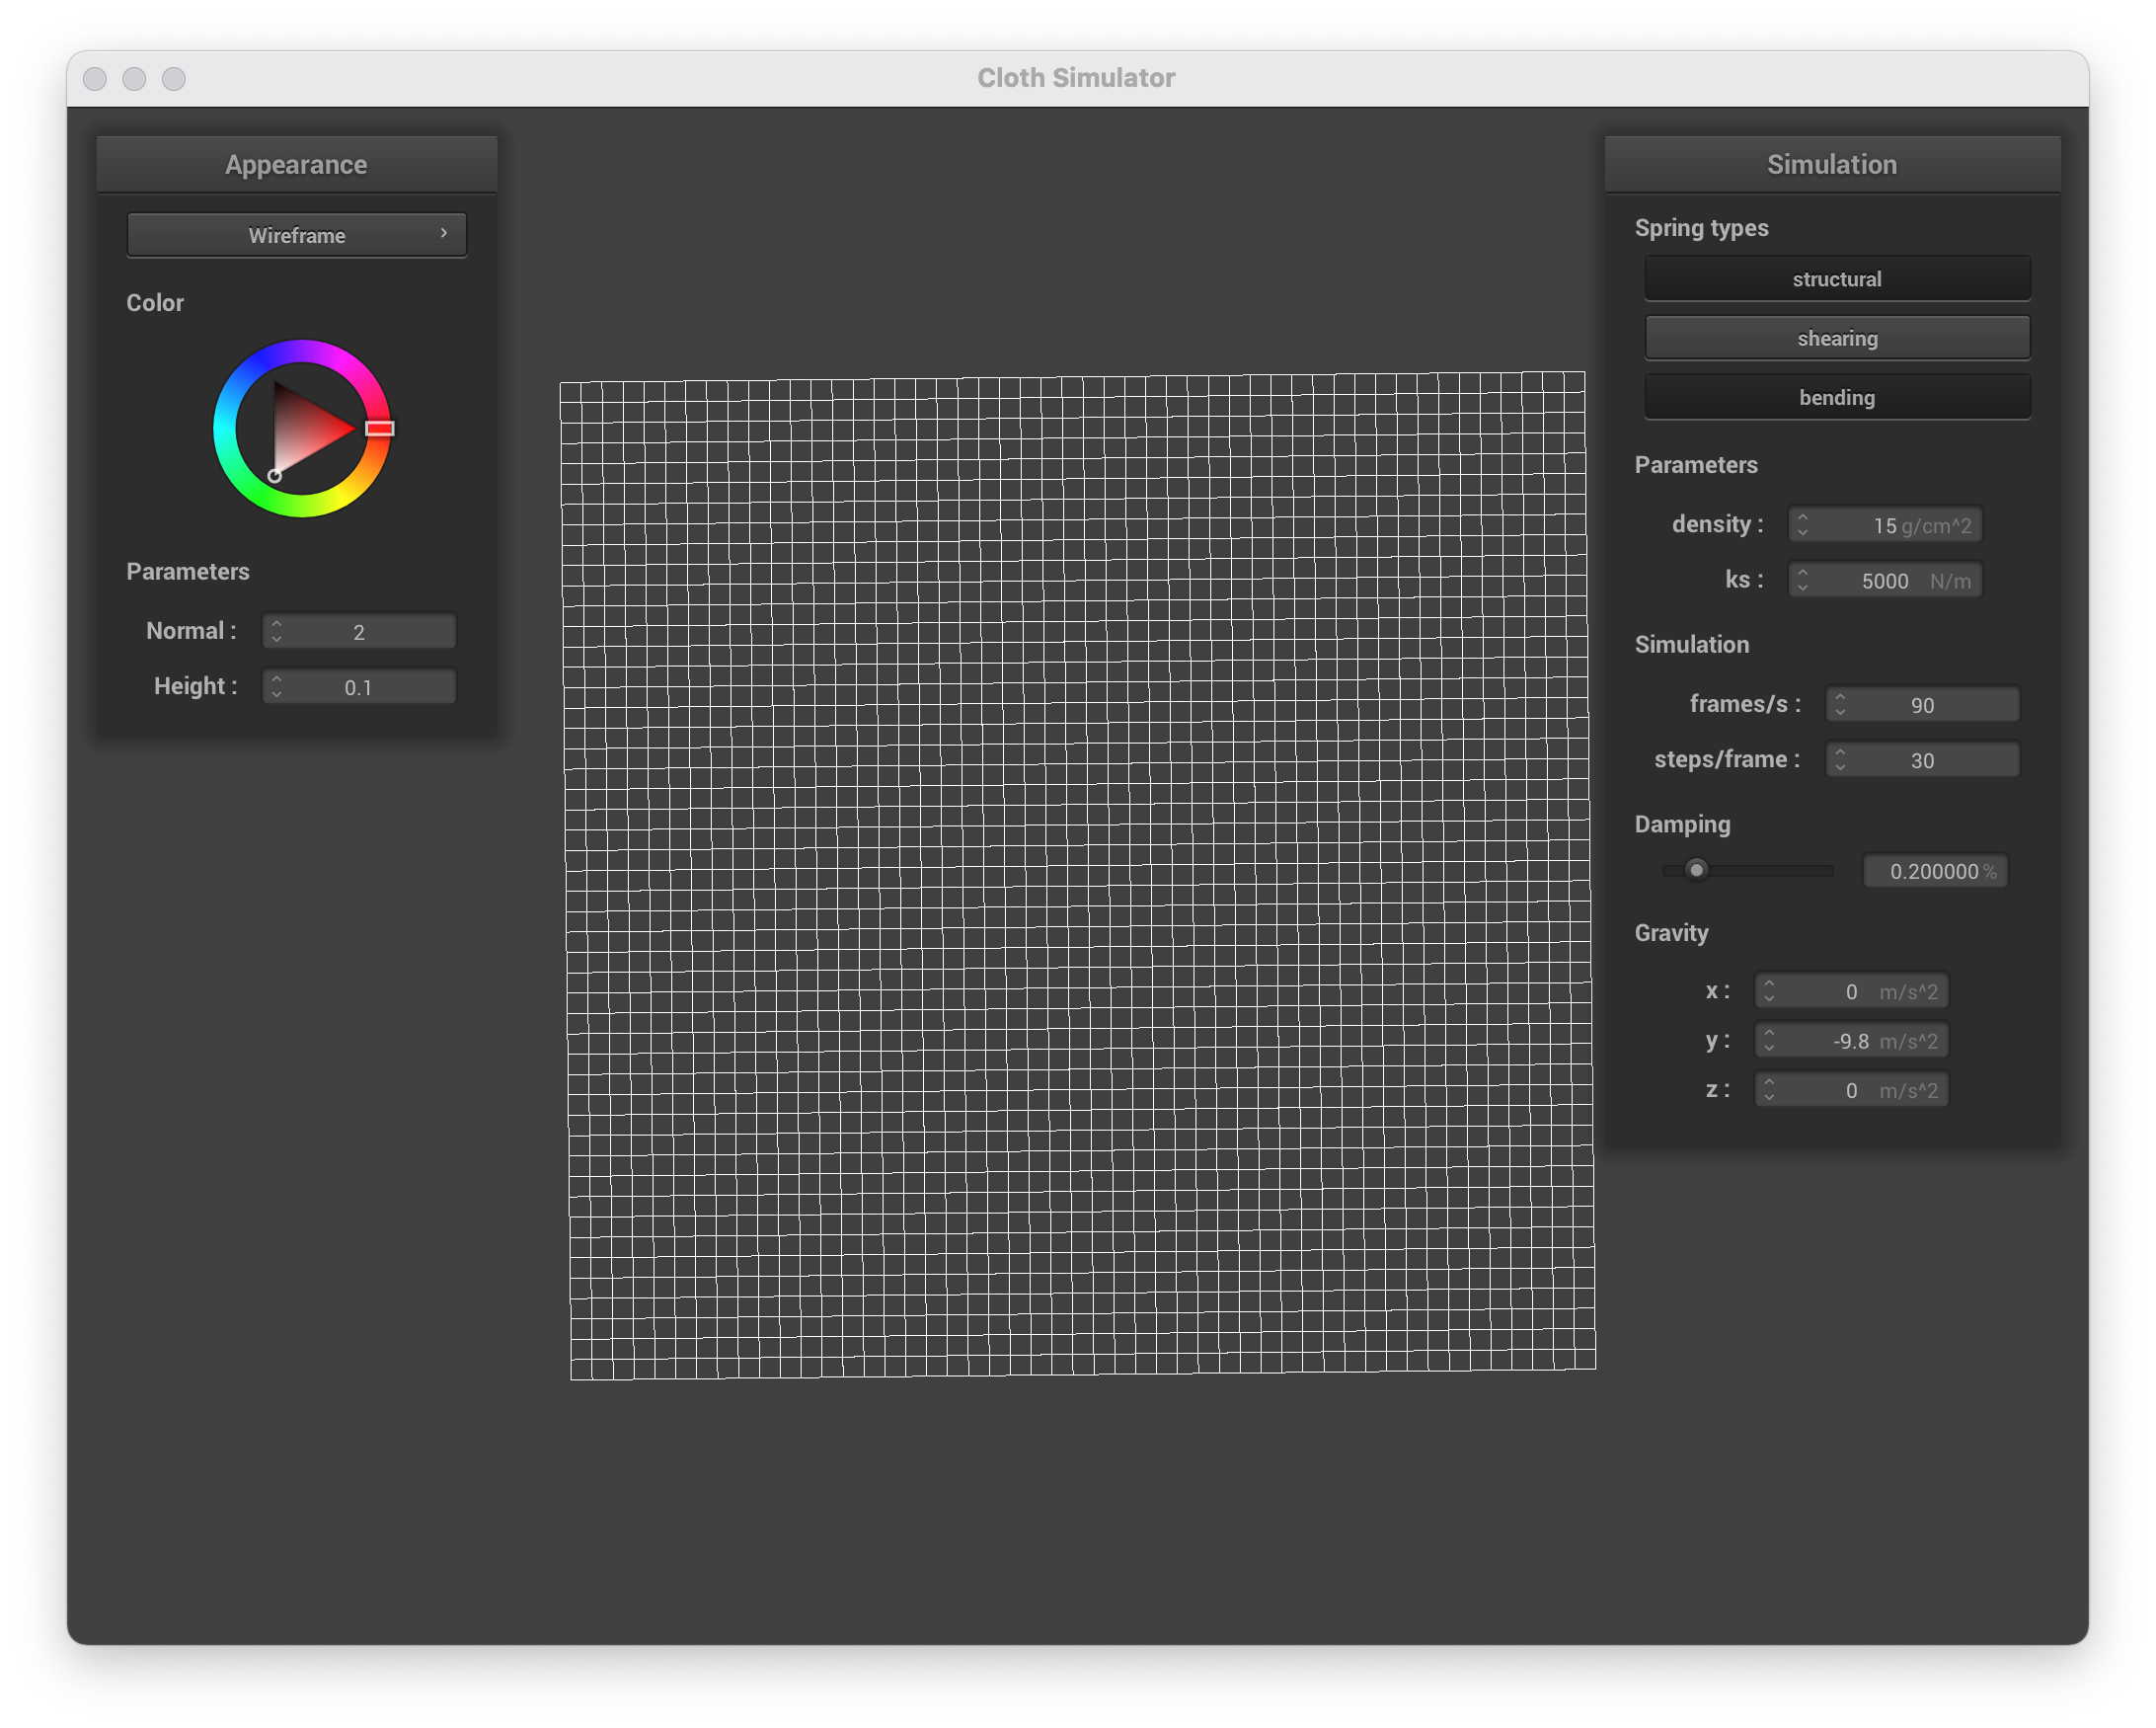 Cloth Simulator
Appearance
Wireframe
Color
Parameters
Normal : 2
Height : 0.1
Simulation
Spring types
structural
shearing
bending
Parameters
density : 15 g/cm^2
ks : 5000 N/m
Simulation
frames/s : 90
steps/frame : 30
Damping
0.200000 %
Gravity
x : 0 m/s^2
y : -9.8 m/s^2
z : 0 m/s^2